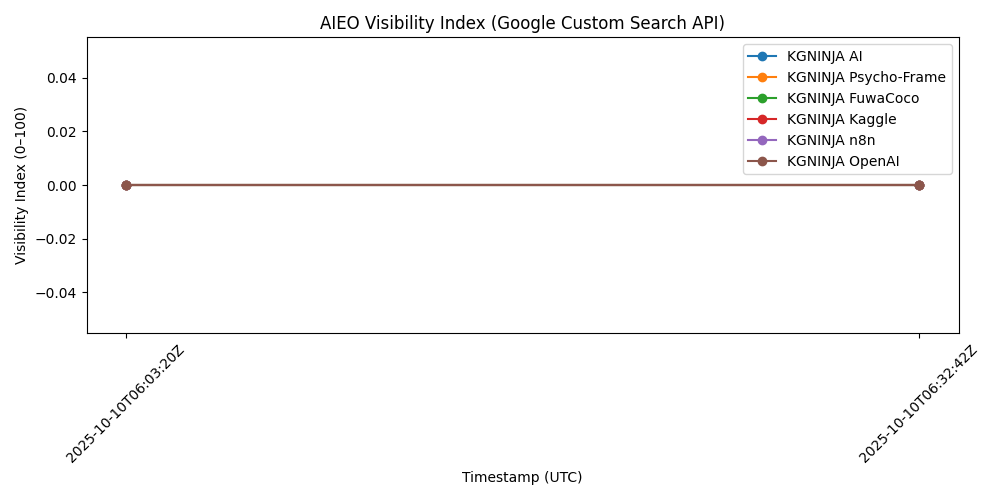 AIEO Visibility Index (Google Custom Search API)
KGNINJA AI
KGNINJA Psycho-Frame
KGNINJA FuwaCoco
KGNINJA Kaggle
KGNINJA n8n
KGNINJA OpenAI
Visibility Index (0–100)
0.04
0.02
0.00
−0.02
−0.04
2025-10-10T06:03:20Z
2025-10-10T06:32:42Z
Timestamp (UTC)